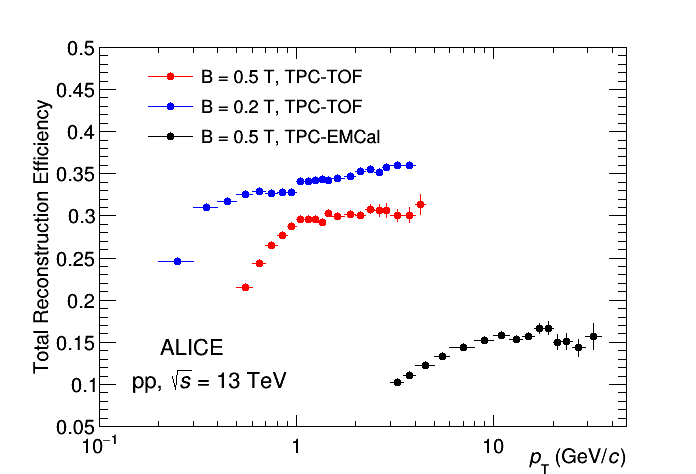 Total Reconstruction Efficiency
0.5
0.45
0.4
0.35
0.3
0.25
0.2
0.15
0.1
0.05
B = 0.5 T, TPC-TOF
B = 0.2 T, TPC-TOF
B = 0.5 T, TPC-EMCal
ALICE
pp, √s = 13 TeV
10⁻¹
1
10
p_T (GeV/c)